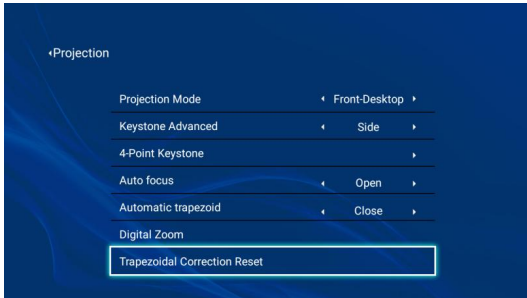 Projection
Projection Mode Front-Desktop
Keystone Advanced Side
4-Point Keystone
Auto focus Open
Automatic trapezoid Close
Digital Zoom
Trapezoidal Correction Reset